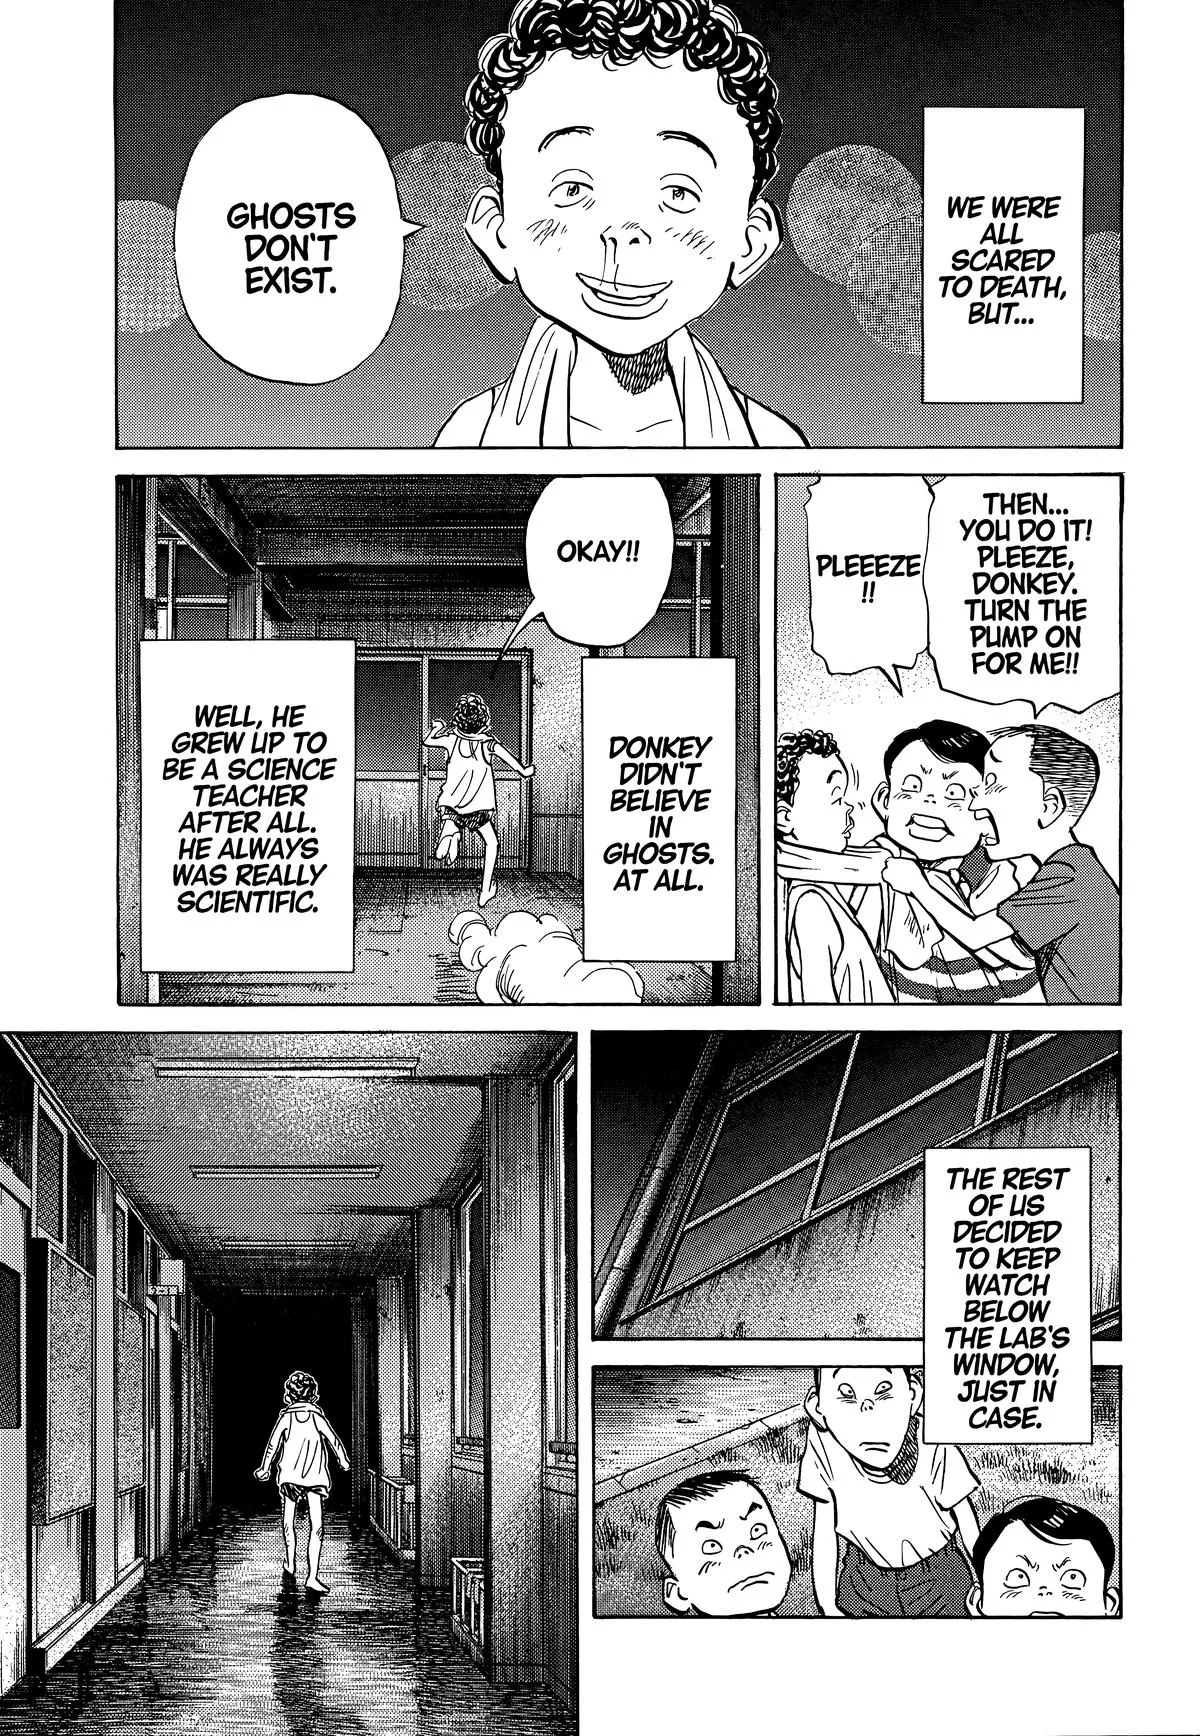 WE WERE
ALL
SCARED
TO DEATH,
BUT...
GHOSTS
DON'T
EXIST.
THEN...
YOU DO IT!
PLEEZE,
DONKEY.
TURN THE
PUMP ON
FOR ME!!
PLEEEZE
!!
OKAY!!
DONKEY
DIDN'T
BELIEVE
IN
GHOSTS.
AT ALL.
WELL, HE
GREW UP TO
BE A SCIENCE
TEACHER
AFTER ALL.
HE ALWAYS
WAS REALLY
SCIENTIFIC.
THE REST
OF US
DECIDED
TO KEEP
WATCH
BELOW
THE LAB'S
WINDOW,
JUST IN
CASE.